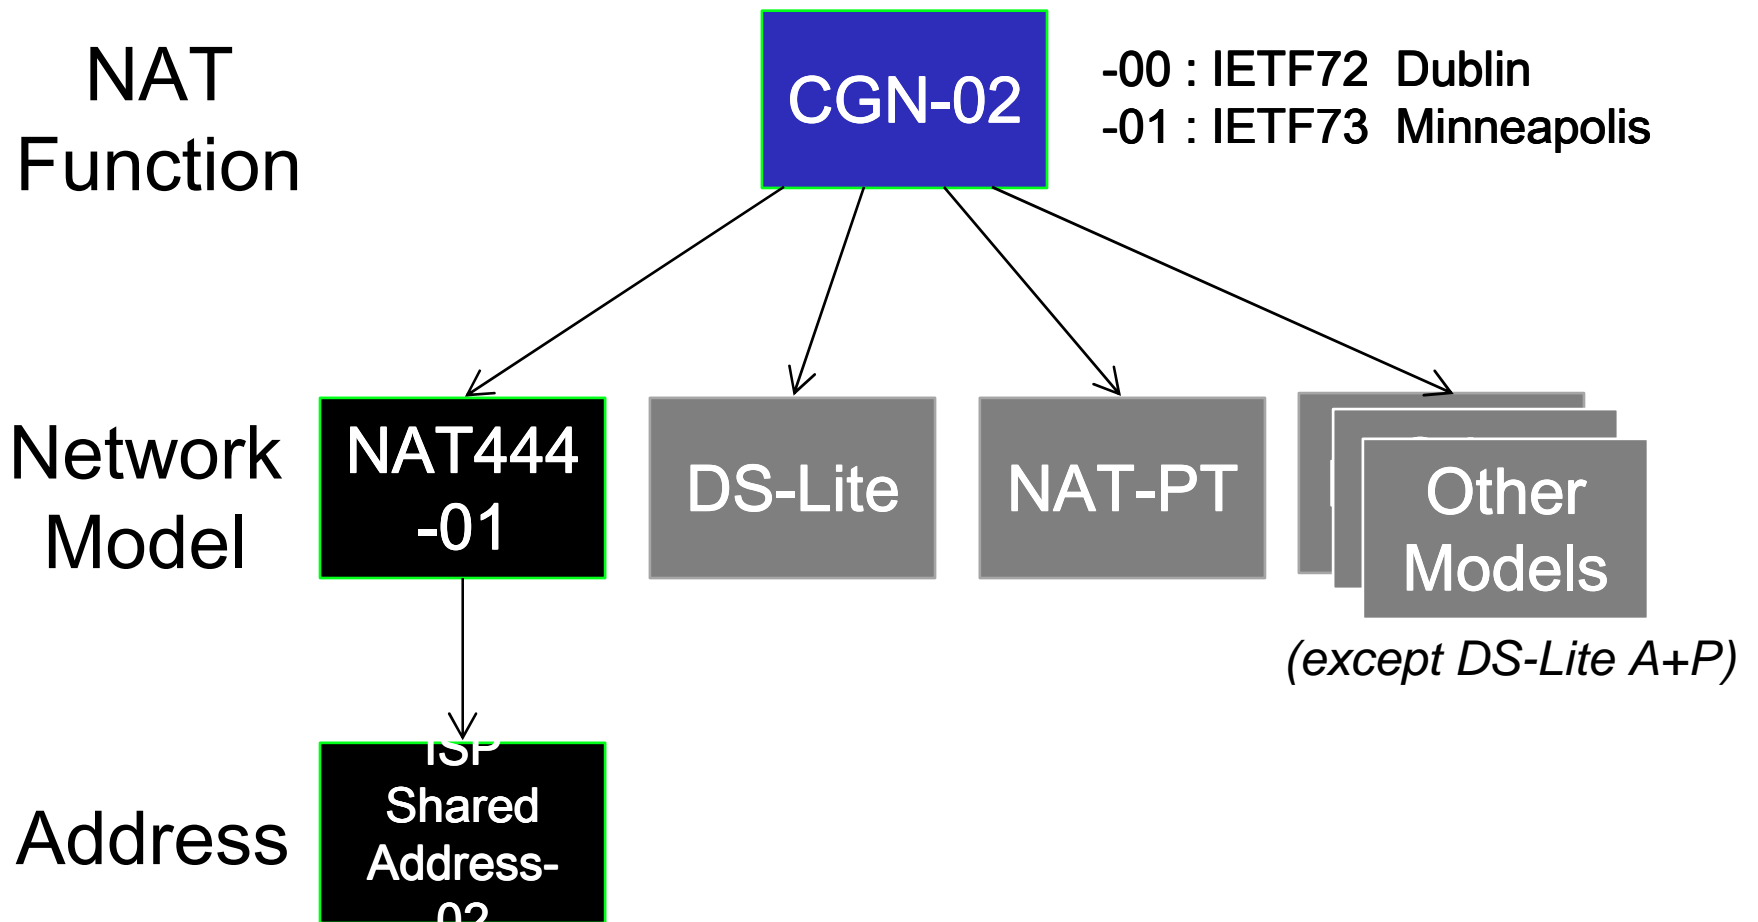 NAT
Function
CGN-02
-00 : IETF72 Dublin
-01 : IETF73 Minneapolis
Network
Model
NAT444
-01
DS-Lite
NAT-PT
Other
Models
(except DS-Lite A+P)
Address
ISP
Shared
Address-
02